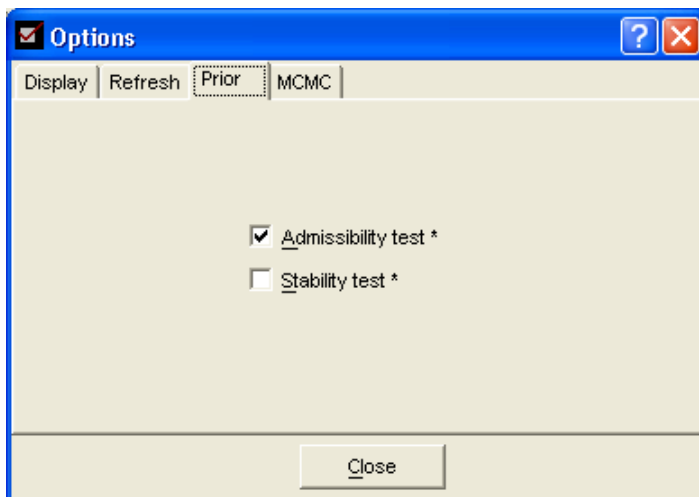 Options
Display Refresh Prior MCMC
Admissibility test *
Stability test *
Close